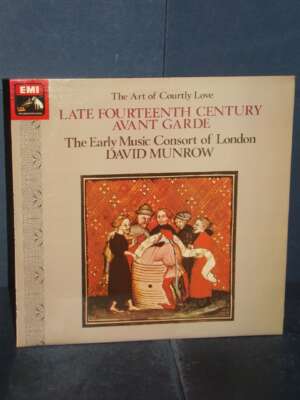 EMI
The Art of Courtly Love
LATE FOURTEENTH CENTURY
AVANT GARDE
The Early Music Consort of London
DAVID MUNROW